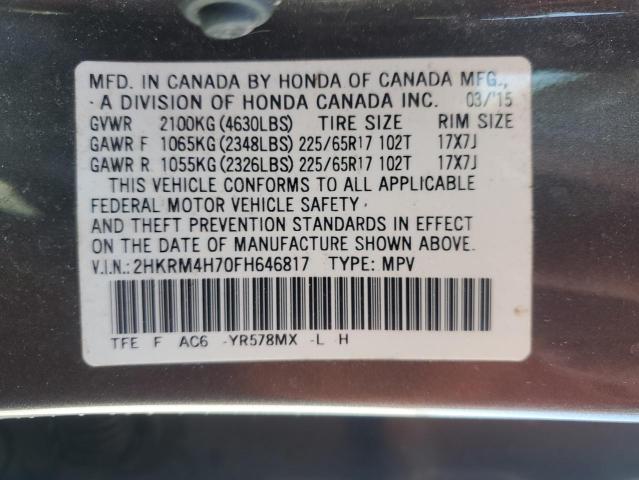 MFD. IN CANADA BY HONDA OF CANADA MFG.,
A DIVISION OF HONDA CANADA INC. 03/'15
GVWR 2100KG (4630LBS) TIRE SIZE RIM SIZE
GAWR F 1065KG (2348LBS) 225/65R17 102T 17X7J
GAWR R 1055KG (2326LBS) 225/65R17 102T 17X7J
THIS VEHICLE CONFORMS TO ALL APPLICABLE
FEDERAL MOTOR VEHICLE SAFETY
AND THEFT PREVENTION STANDARDS IN EFFECT
ON THE DATE OF MANUFACTURE SHOWN ABOVE.
V.I.N.: 2HKRM4H70FH646817 TYPE: MPV
TFE F AC6 -YR578MX -L H